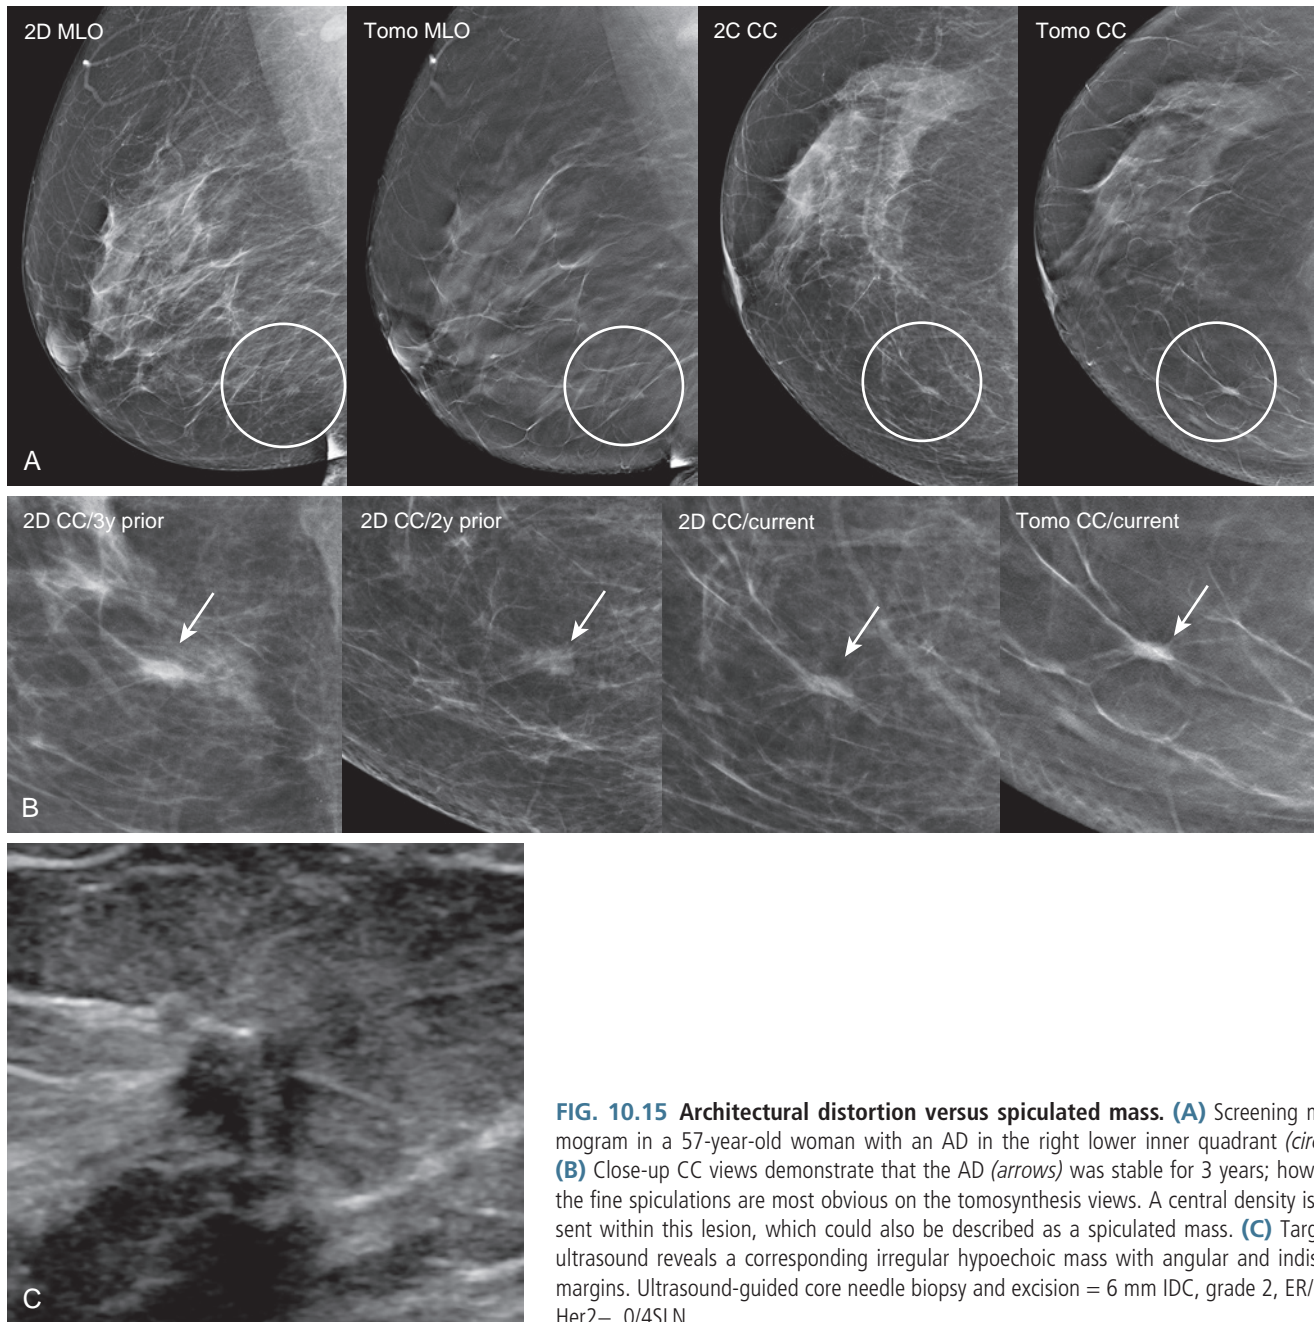 2D MLO
Tomo MLO
2C CC
Tomo CC
A
2D CC/3y prior
2D CC/2y prior
2D CC/current
Tomo CC/current
B
C
FIG. 10.15 Architectural distortion versus spiculated mass. (A) Screening
mogram in a 57-year-old woman with an AD in the right lower inner quadrant
(B) Close-up CC views demonstrate that the AD (arrows) was stable for 3 years;
the fine spiculations are most obvious on the tomosynthesis views. A central density is
sent within this lesion, which could also be described as a spiculated mass. (C)
ultrasound reveals a corresponding irregular hypoechoic mass with angular and
margins. Ultrasound-guided core needle biopsy and excision = 6 mm IDC, grade 2, ER/
Her2–, 0/4SLN